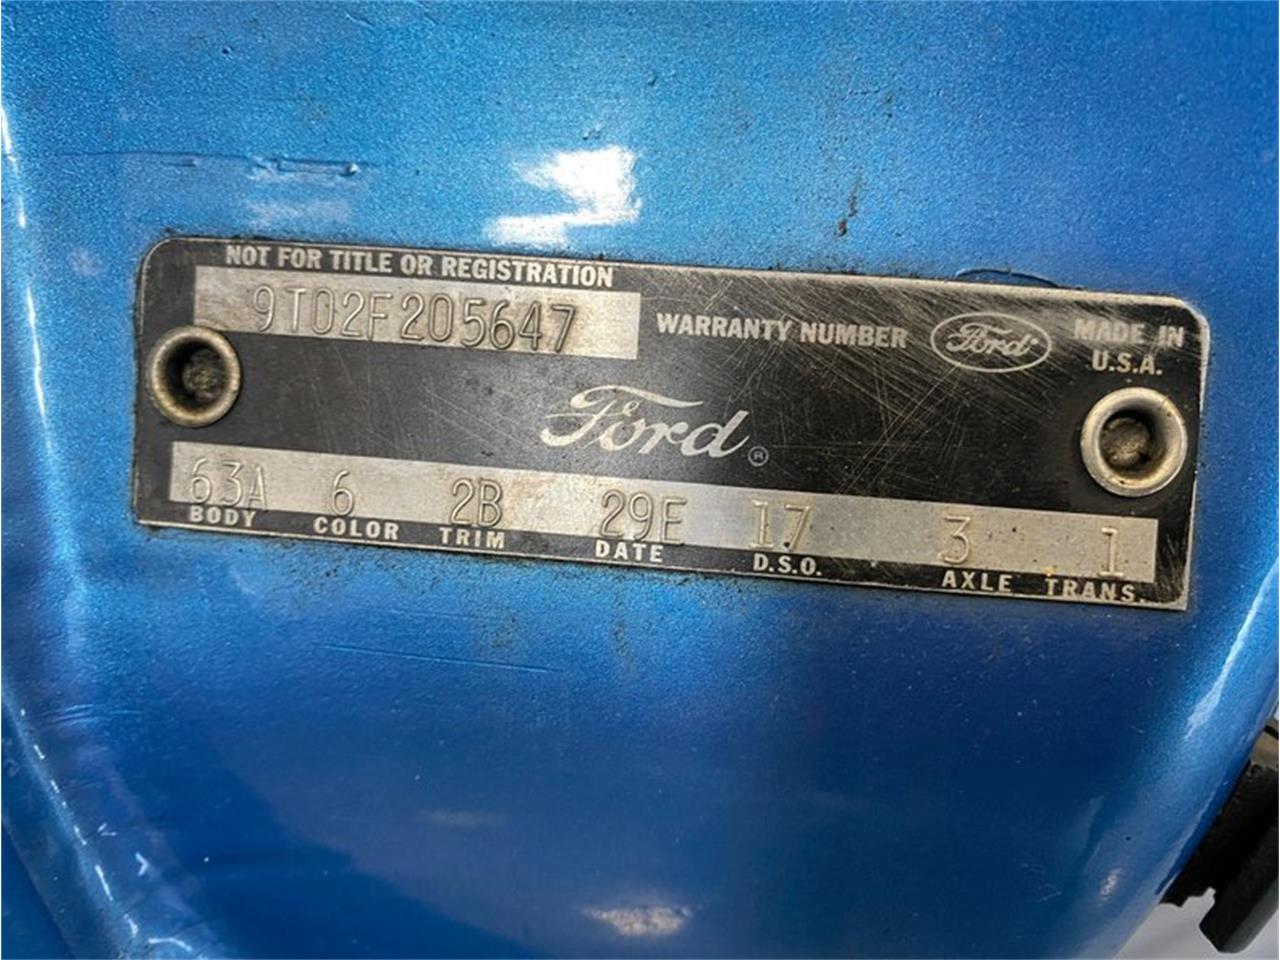 NOT FOR TITLE OR REGISTRATION
9T02F205647
WARRANTY NUMBER
Ford
MADE IN
U.S.A.
Ford®
63A 6 2B 29E 17 3 1
BODY COLOR TRIM DATE D.S.O. AXLE TRANS.